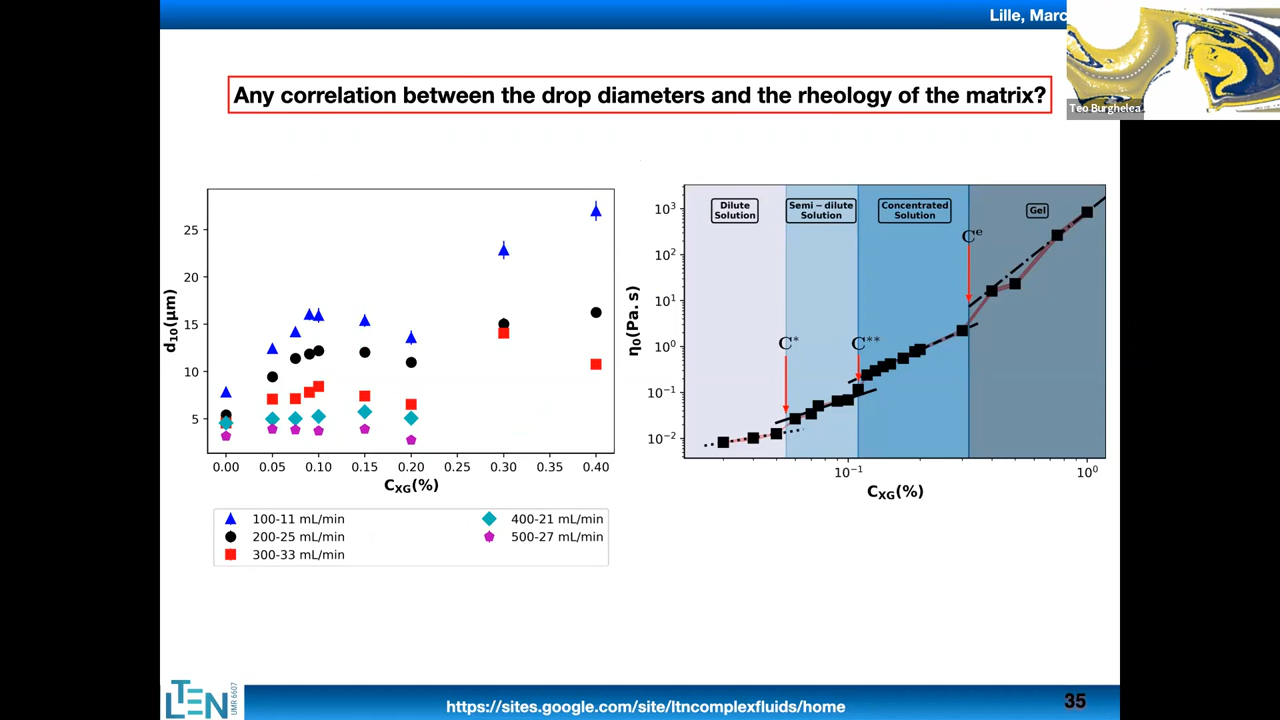 Lille, Marc
Teo Burghelea
Any correlation between the drop diameters and the rheology of the matrix?
d10(μm)
25
20
15
10
5
0.00 0.05 0.10 0.15 0.20 0.25 0.30 0.35 0.40
CXG(%)
100-11 mL/min
200-25 mL/min
300-33 mL/min
400-21 mL/min
500-27 mL/min
Dilute
Solution
Semi − dilute
Solution
Concentrated
Solution
Gel
C*
C**
Ce
η0(Pa. s)
10³
10²
10¹
10⁰
10⁻¹
10⁻²
10⁻¹ 10⁰
CXG(%)
LTEN
UMR 6607
https://sites.google.com/site/ltncomplexfluids/home
35